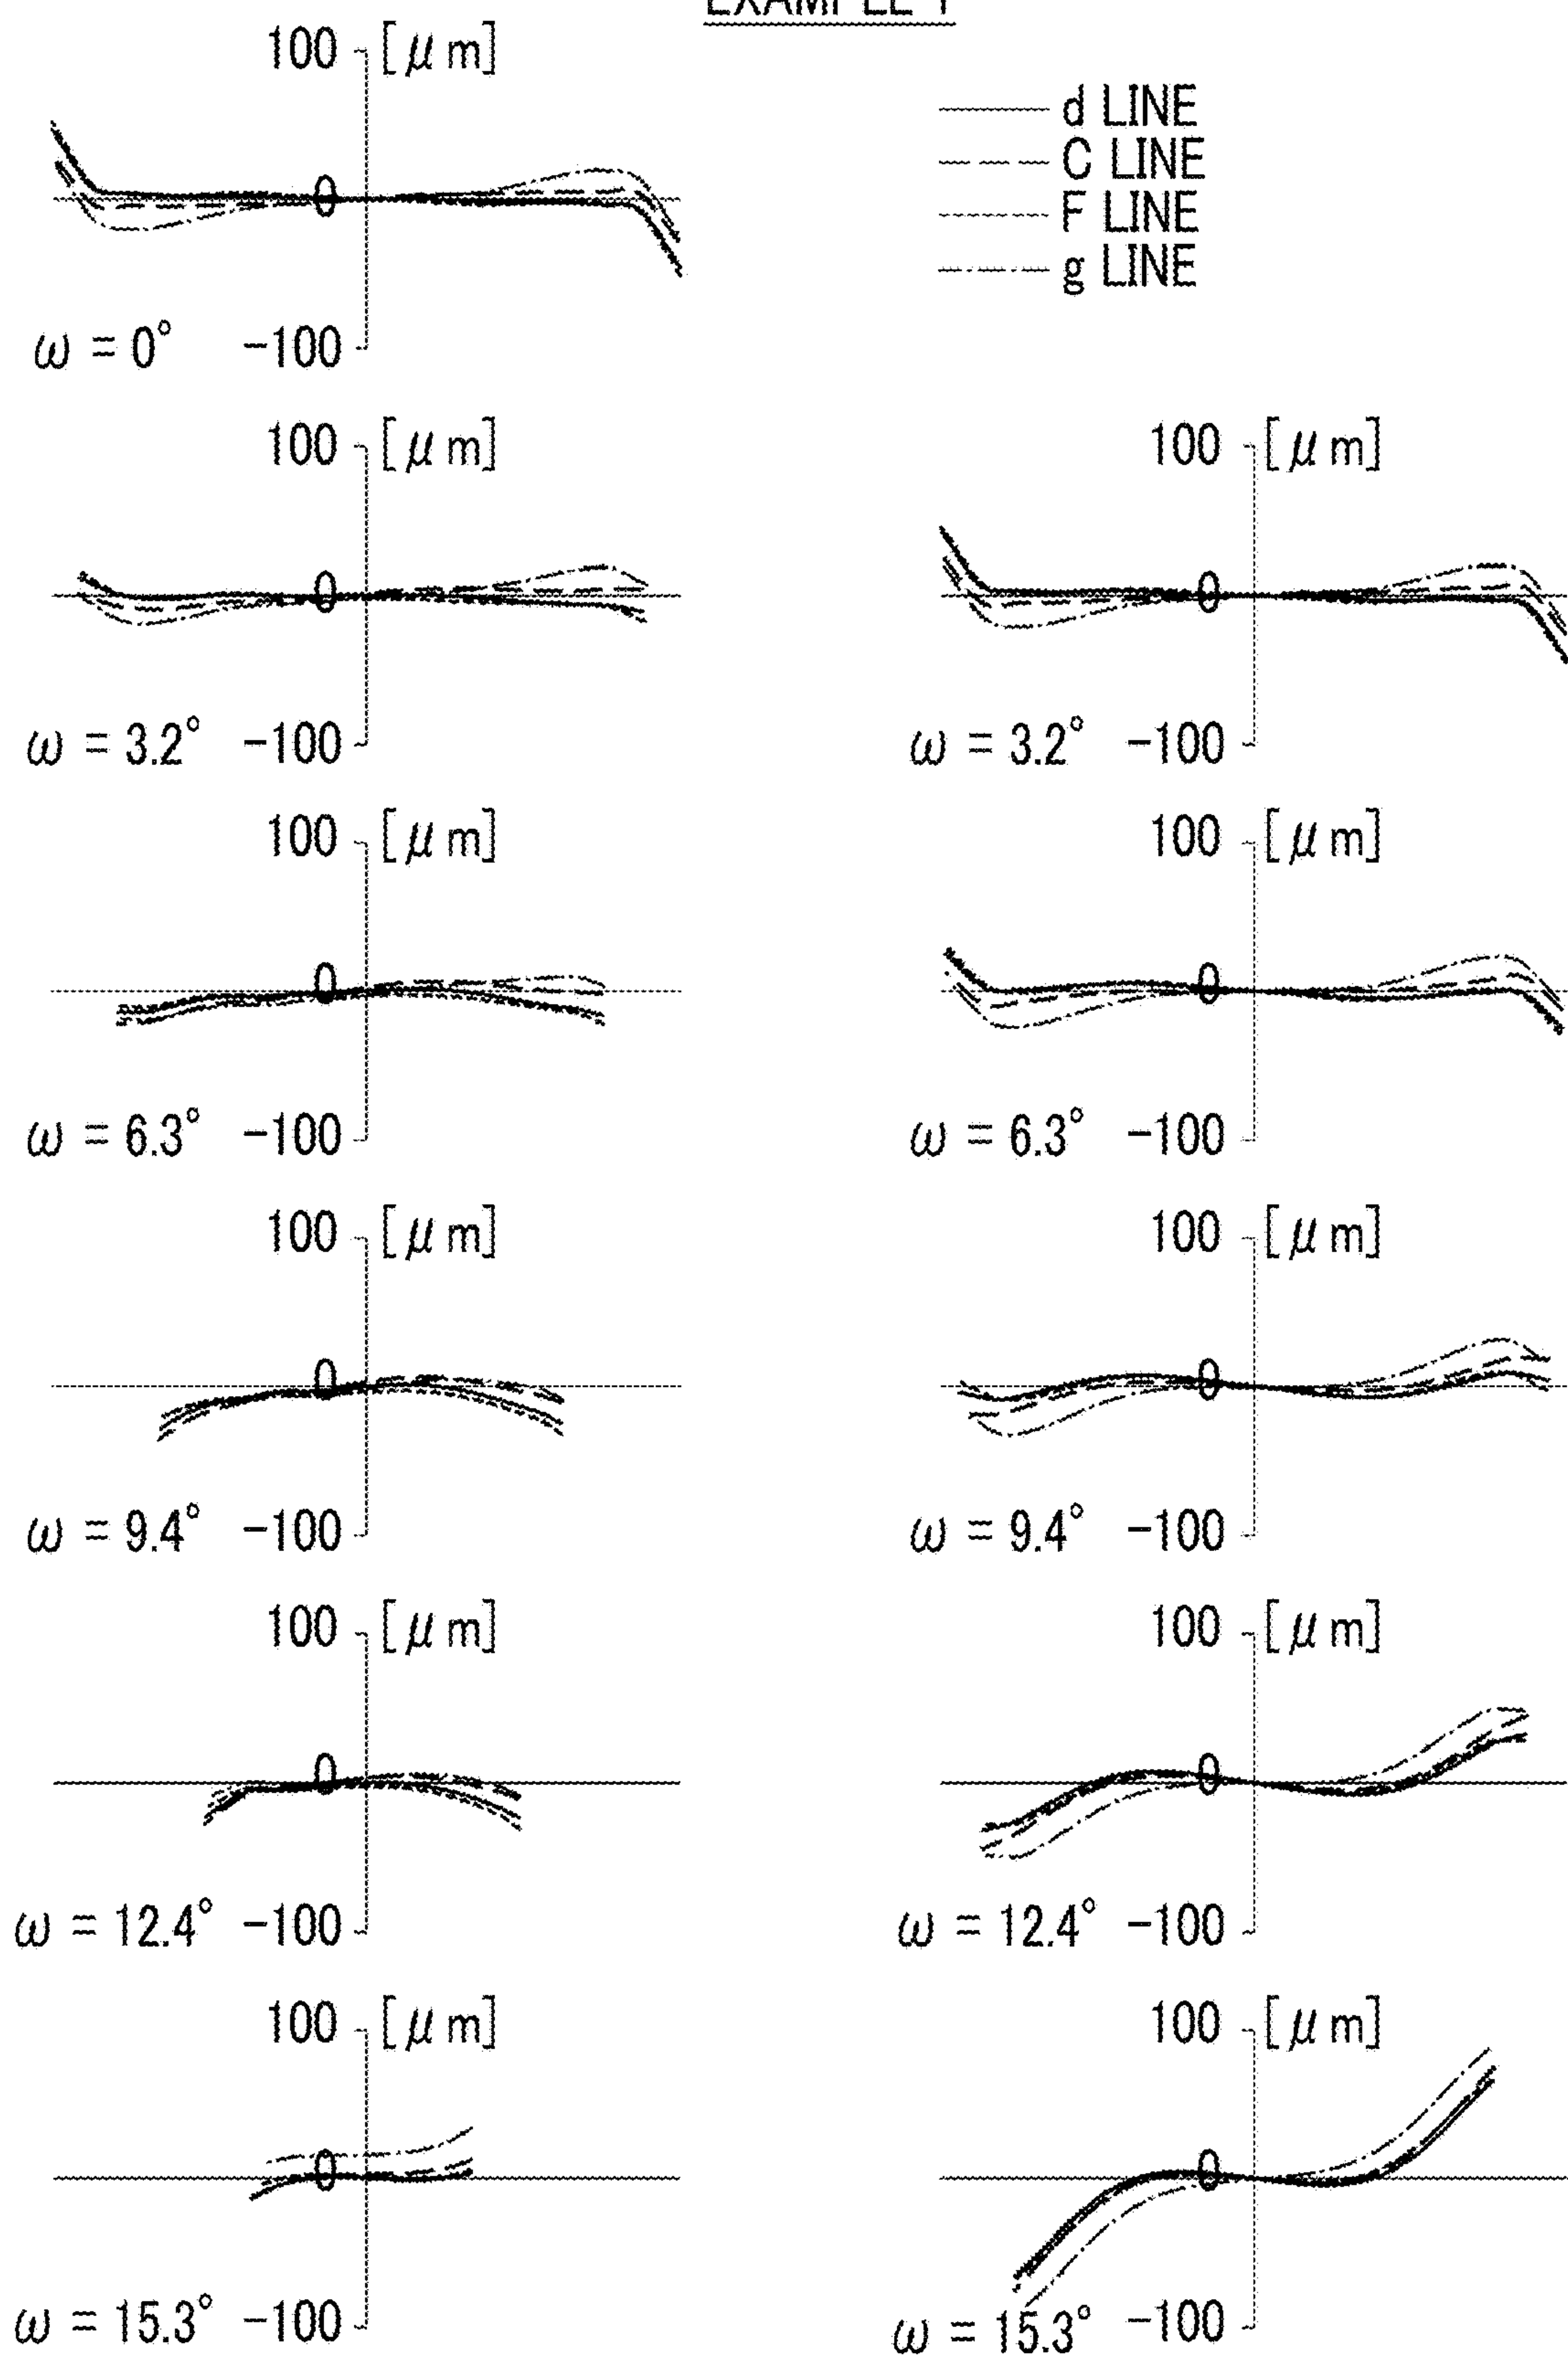 100 [μm]
d LINE
C LINE
F LINE
g LINE
0
ω = 0° -100
100 [μm] 100 [μm]
0 0
ω = 3.2° -100 ω = 3.2° -100
100 [μm] 100 [μm]
0 0
ω = 6.3° -100 ω = 6.3° -100
100 [μm] 100 [μm]
0 0
ω = 9.4° -100 ω = 9.4° -100
100 [μm] 100 [μm]
0 0
ω = 12.4° -100 ω = 12.4° -100
100 [μm] 100 [μm]
0 0
ω = 15.3° -100 ω = 15.3° -100